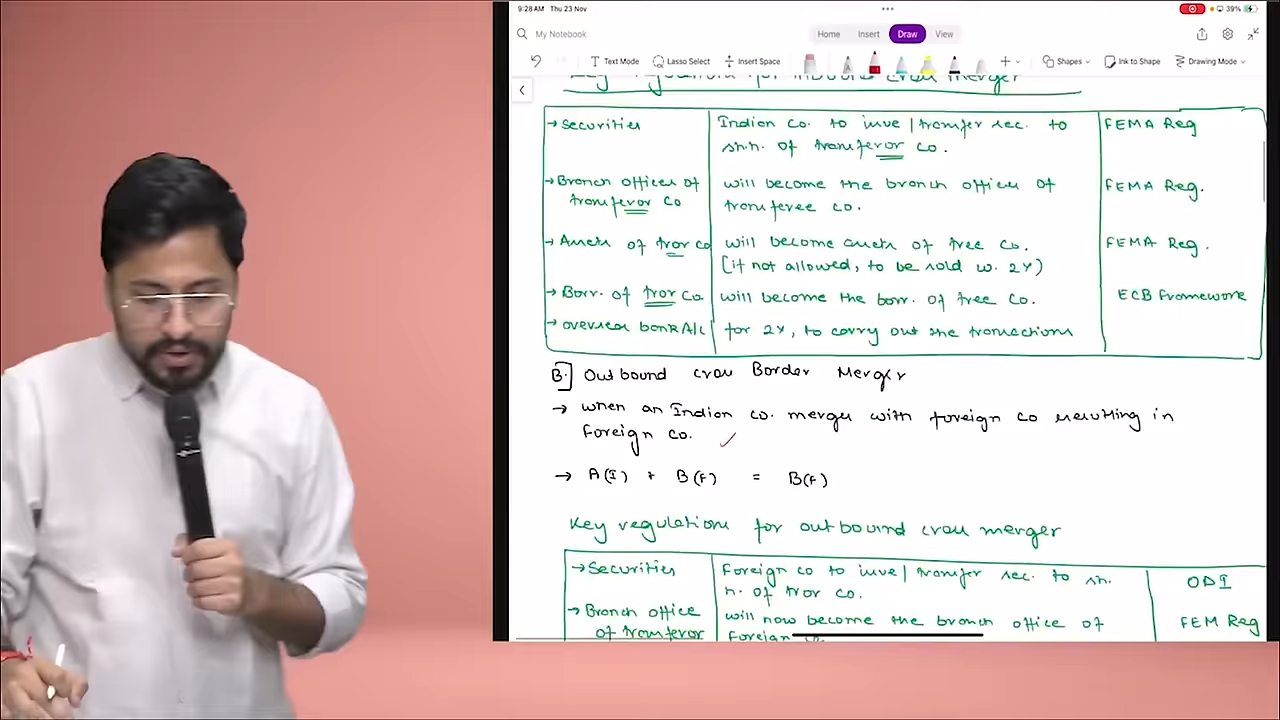 9:28 AM Thu 23 Nov
39%
My Notebook
Home Insert Draw View
Text Mode Lasso Select Insert Space Shapes Ink to Shape Drawing Mode
for inbound cross merger
→ Securities Indian Co. to issue / transfer sec. to FEMA Reg
sh.h. of transferor co.
→ Branch offices of will become the branch offices of FEMA Reg.
transferor Co transferee co.
→ Assets of tror co will become assets of tree co. FEMA Reg.
[if not allowed, to be sold w. 2Y)
→ Borr. of tror Co. will become the borr. of tree Co. ECB framework
→ overseas bank A/c for 2Y, to carry out the transactions
B.] Outbound cross Border Merger
→ when an Indian co. merges with foreign co resulting in
foreign co.
→ A(I) + B(F) = B(F)
Key regulations for outbound cross merger
→ Securities Foreign co to issue / transfer sec. to sh. ODI
h. of tror co.
→ Branch office will now become the branch office of FEM Reg
of transferor Foreign co.